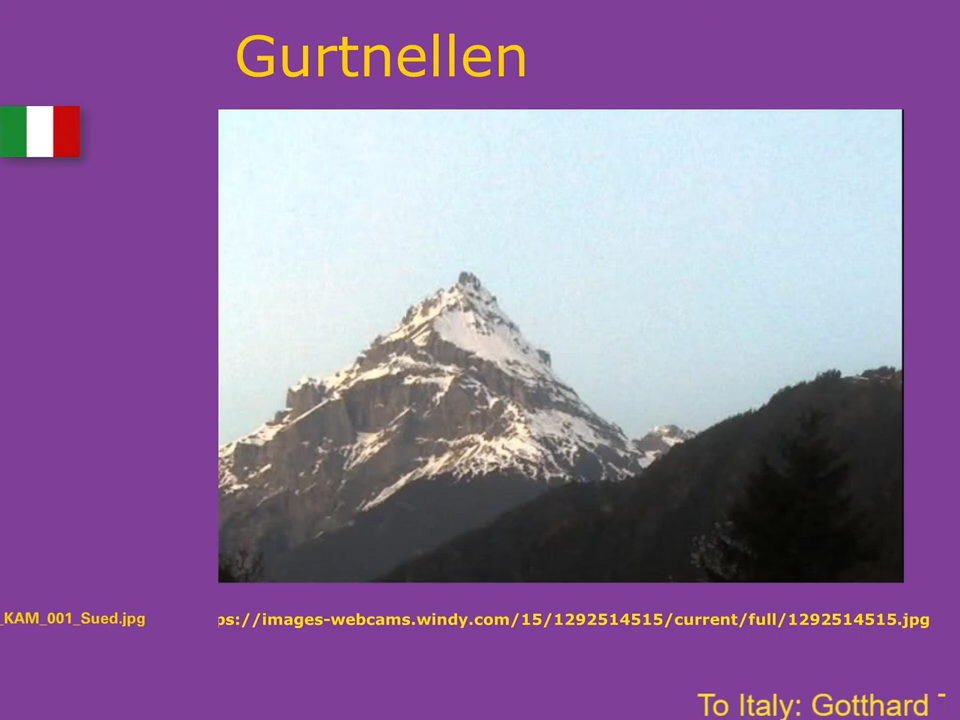 Gurtnellen
_KAM_001_Sued.jpg
ps://images-webcams.windy.com/15/1292514515/current/full/1292514515.jpg
To Italy: Gotthard